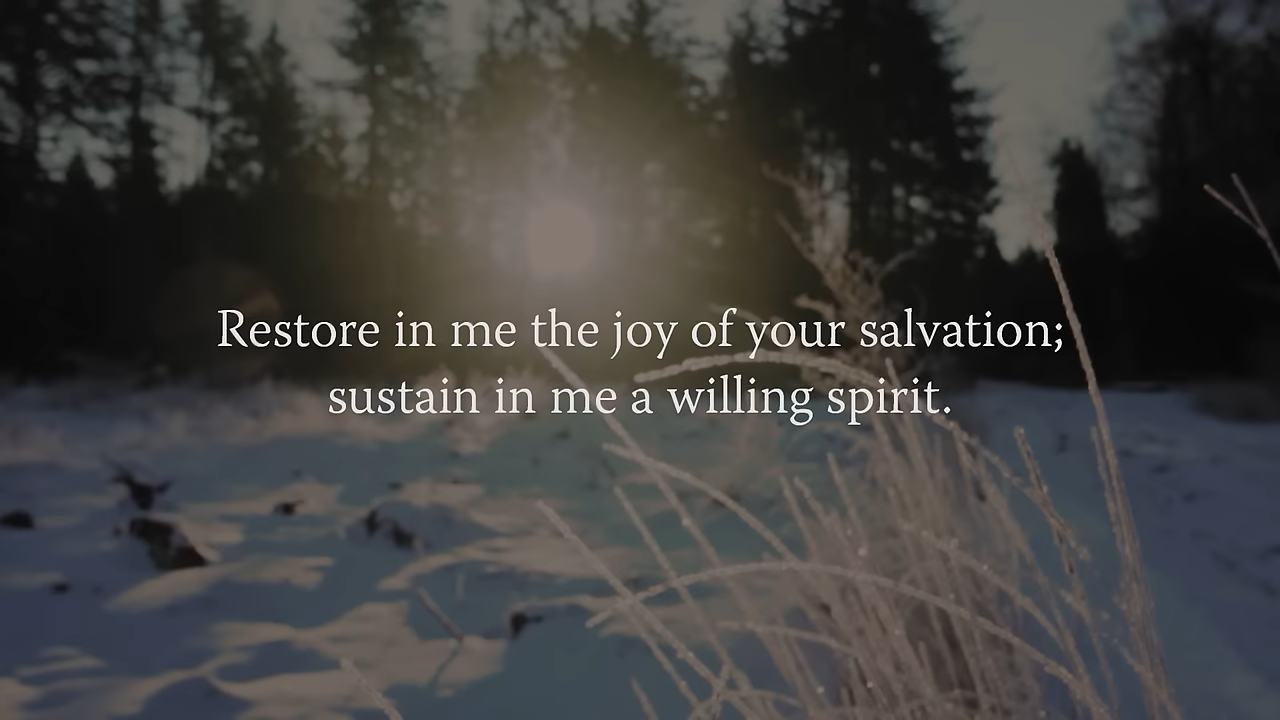 Restore in me the joy of your salvation;
sustain in me a willing spirit.